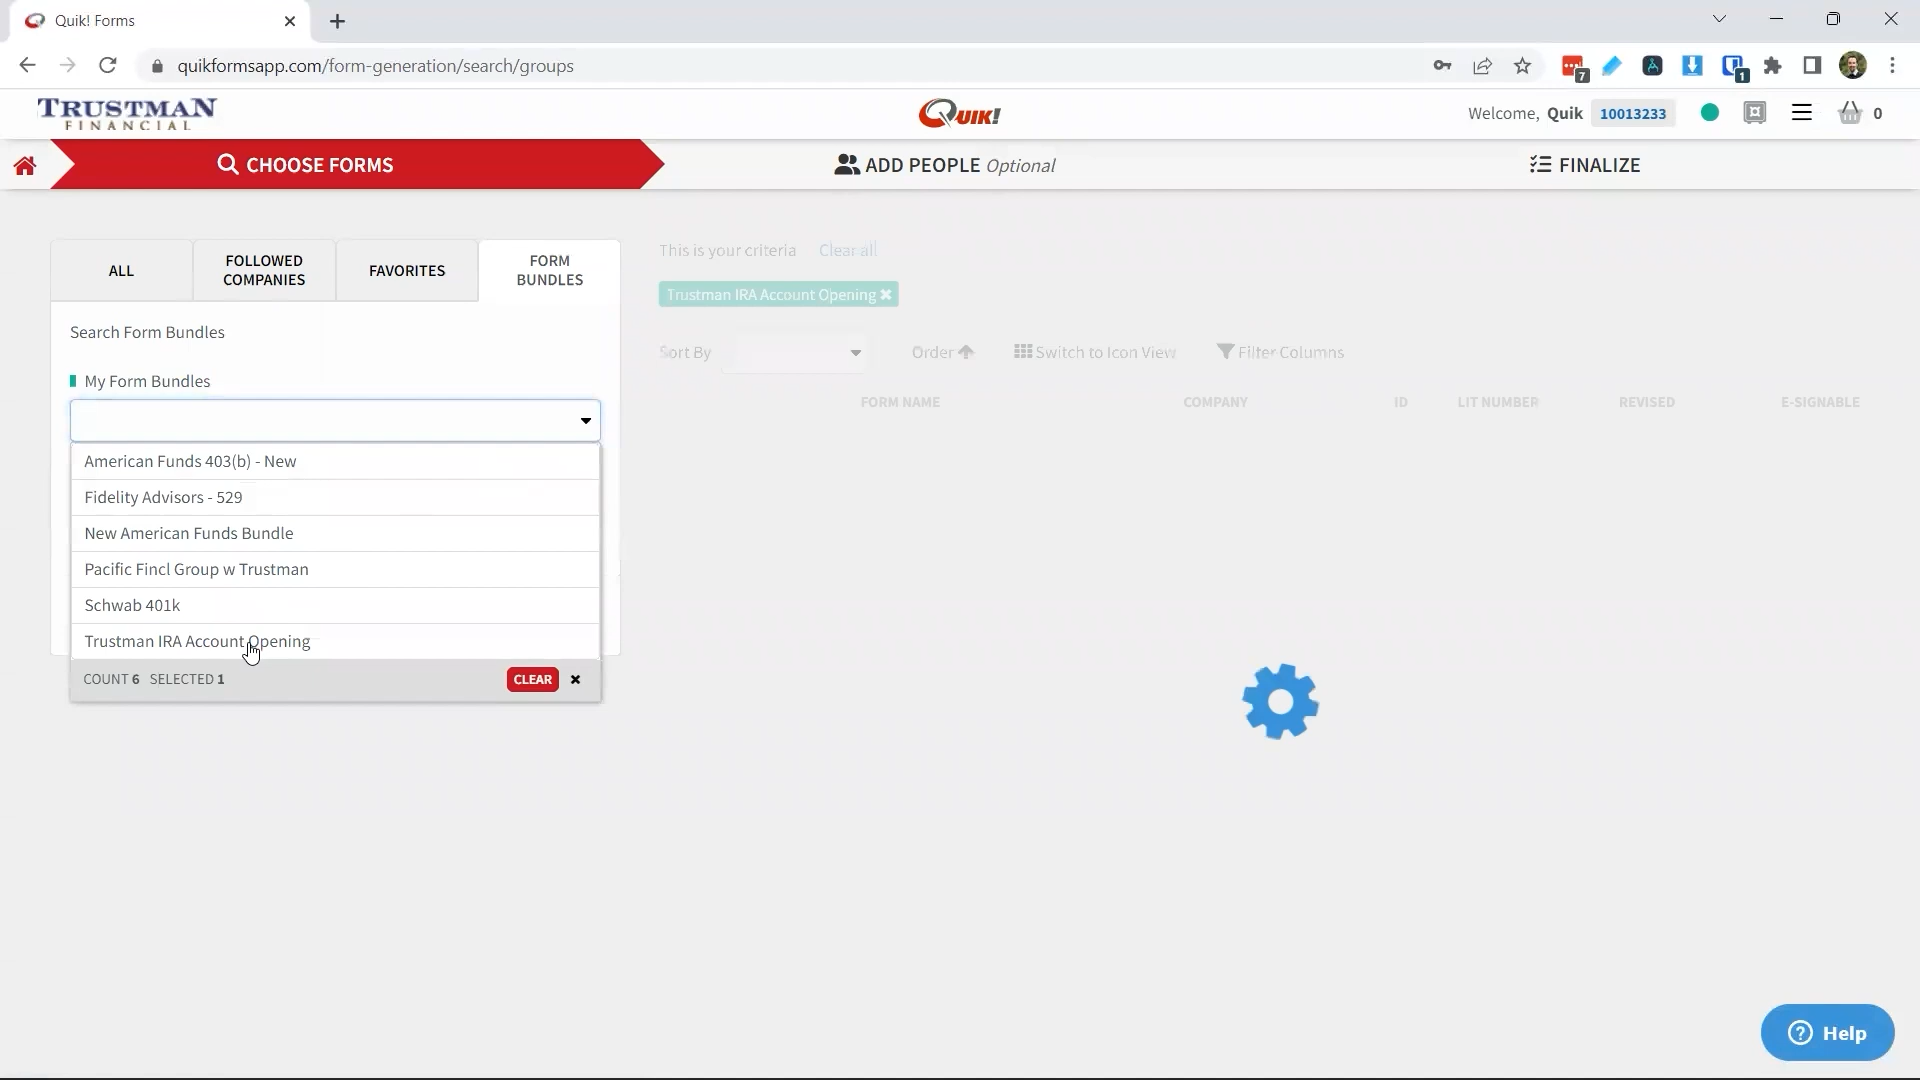 Quik! Forms
quikformsapp.com/form-generation/search/groups
7
1
TRUSTMAN
FINANCIAL
QUIK!
Welcome, Quik 10013233
0
CHOOSE FORMS
ADD PEOPLE Optional
FINALIZE
ALL
FOLLOWED
COMPANIES
FAVORITES
FORM
BUNDLES
This is your criteria Clear all
Trustman IRA Account Opening
Search Form Bundles
Sort By
Order
Switch to Icon View
Filter Columns
My Form Bundles
FORM NAME COMPANY ID LIT NUMBER REVISED E-SIGNABLE
American Funds 403(b) - New
Fidelity Advisors - 529
New American Funds Bundle
Pacific Fincl Group w Trustman
Schwab 401k
Trustman IRA Account Opening
COUNT 6 SELECTED 1
CLEAR
Help